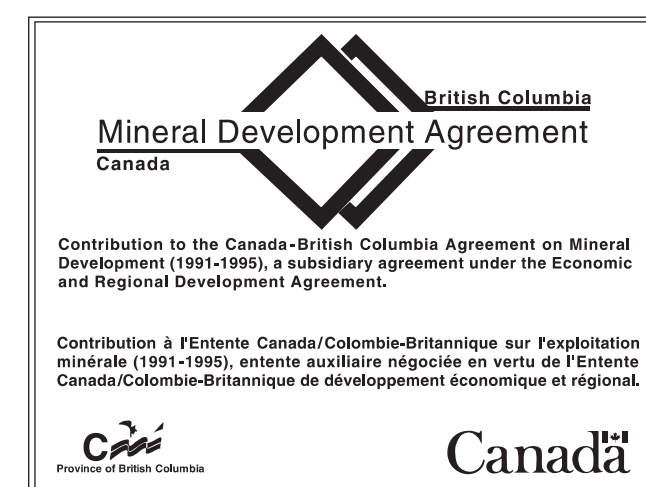 British Columbia
Mineral Development Agreement
Canada
Contribution to the Canada-British Columbia Agreement on Mineral
Development (1991-1995), a subsidiary agreement under the Economic
and Regional Development Agreement.
Contribution à l'Entente Canada/Colombie-Britannique sur l'exploitation
minérale (1991-1995), entente auxiliaire négociée en vertu de l'Entente
Canada/Colombie-Britannique de développement économique et régional.
Province of British Columbia
Canada